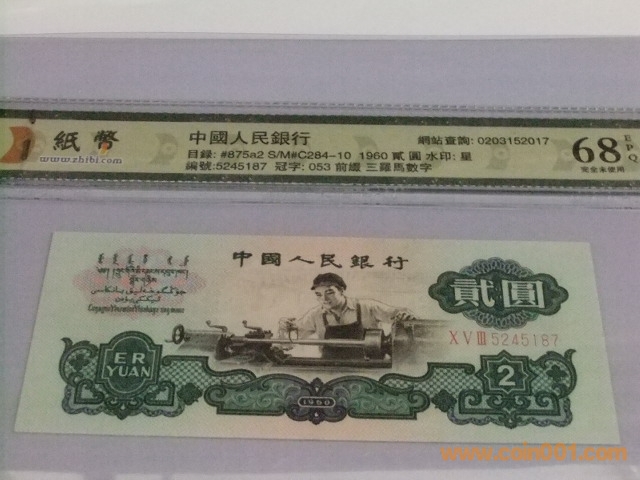 紙幣
www.zhibi.com
中國人民銀行
網站查詢: 0203152017
目錄: #875a2 S/M#C284-10 1960 貳 圓 水印: 星
編號:5245187 冠字: 053 前綴 三羅馬數字
68
EPQ
完全未使用
中國人民銀行
貳圓
XVIII5245187
ER
YUAN
1960
2
www.coin001.com